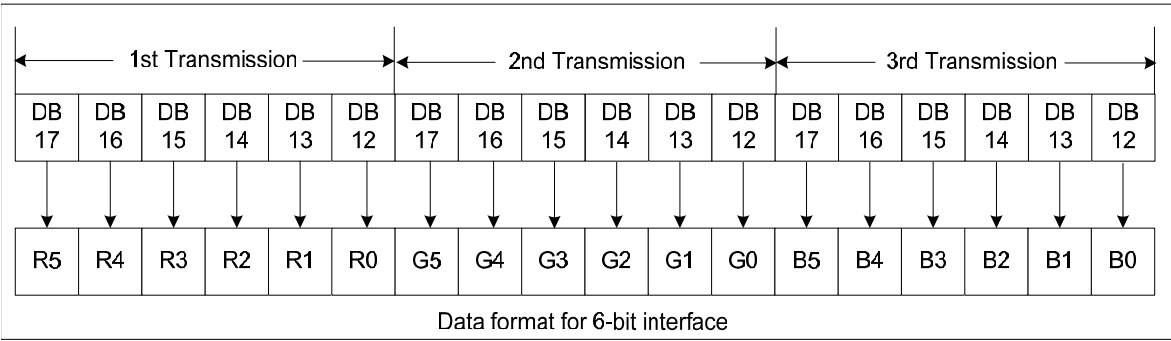 1st Transmission 2nd Transmission 3rd Transmission
DB DB DB DB DB DB DB DB DB DB DB DB DB DB DB DB DB DB
17 16 15 14 13 12 17 16 15 14 13 12 17 16 15 14 13 12
R5 R4 R3 R2 R1 R0 G5 G4 G3 G2 G1 G0 B5 B4 B3 B2 B1 B0
Data format for 6-bit interface